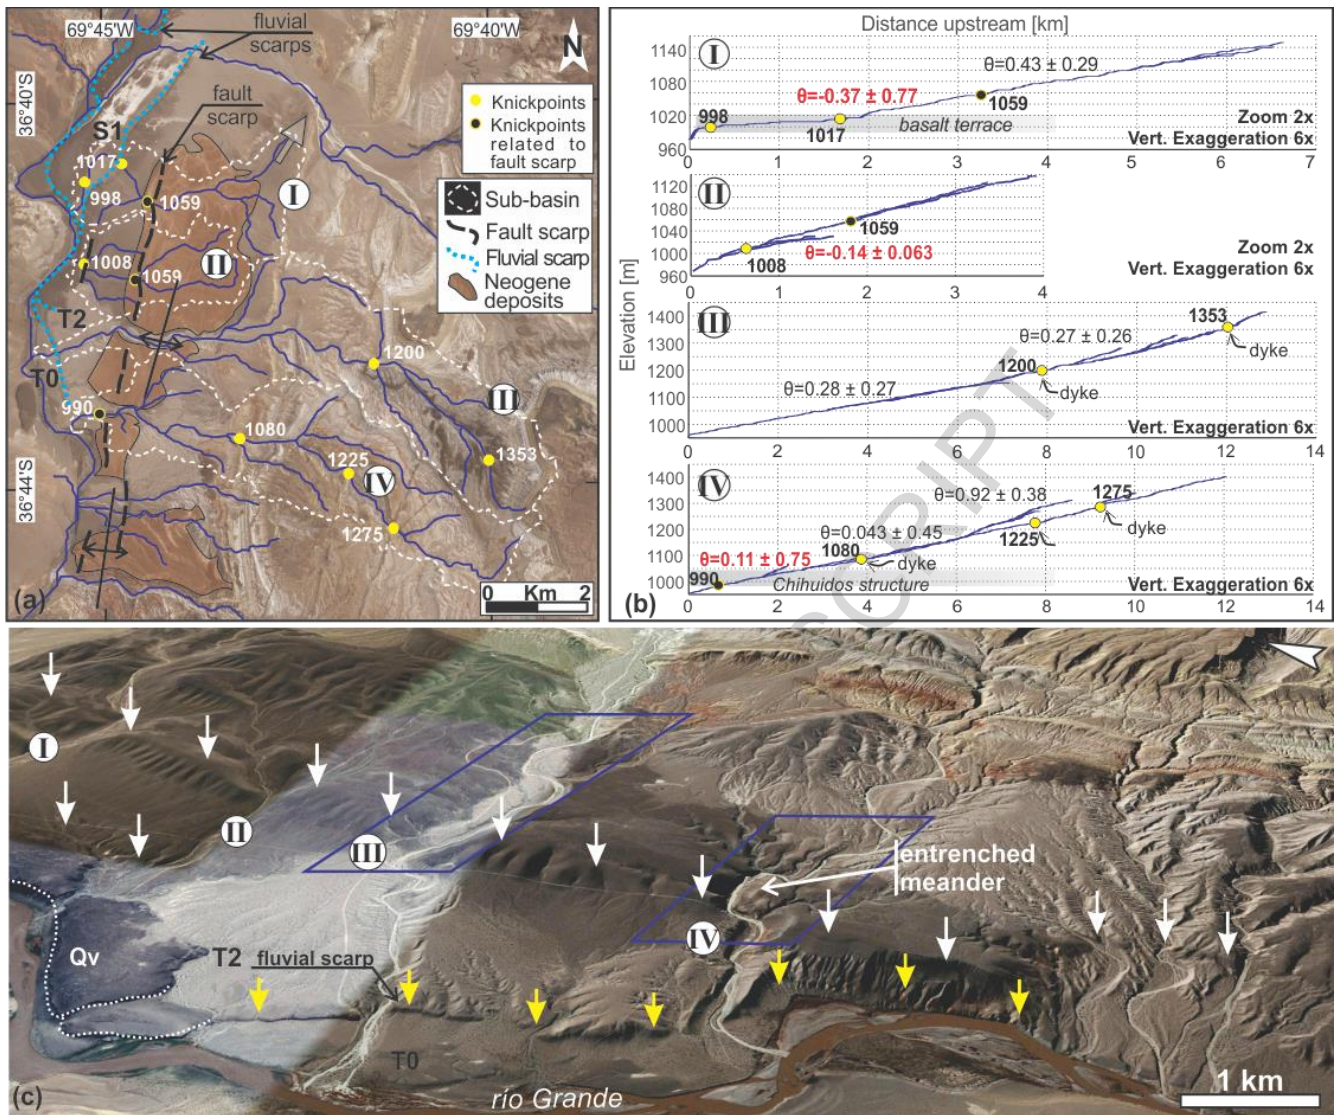 69°45'W
fluvial
scarps
69°40'W
N
36°40'S
fault
scarp
Knickpoints
Knickpoints
related to
fault scarp
S1
1017
998
1059
I
Sub-basin
Fault scarp
Fluvial scarp
Neogene
deposits
II
1008
1059
T2
T0
1200
III
990
1080
1225
IV
1353
36°44'S
1275
(a)
0 Km 2
Distance upstream [km]
Elevation [m]
I
1140
1080
1020
960
θ=0.43 ± 0.29
θ=-0.37 ± 0.77
998
1017
1059
basalt terrace
Zoom 2x
Vert. Exaggeration 6x
0 1 2 3 4 5 6 7
II
1120
1080
1040
1000
960
1059
1008
θ=-0.14 ± 0.063
Zoom 2x
Vert. Exaggeration 6x
0 1 2 3 4
III
1400
1300
1200
1100
1000
1353
dyke
θ=0.27 ± 0.26
1200
dyke
θ=0.28 ± 0.27
Vert. Exaggeration 6x
0 2 4 6 8 10 12 14
IV
1400
1300
1200
1100
1000
θ=0.92 ± 0.38
1275
dyke
1225
θ=0.043 ± 0.45
1080
dyke
θ=0.11 ± 0.75
990
Chihuidos structure
Vert. Exaggeration 6x
0 2 4 6 8 10 12 14
(b)
SCRIPT
I
II
III
entrenched
meander
IV
Qv
T2 fluvial scarp
T0
río Grande
1 km
(c)